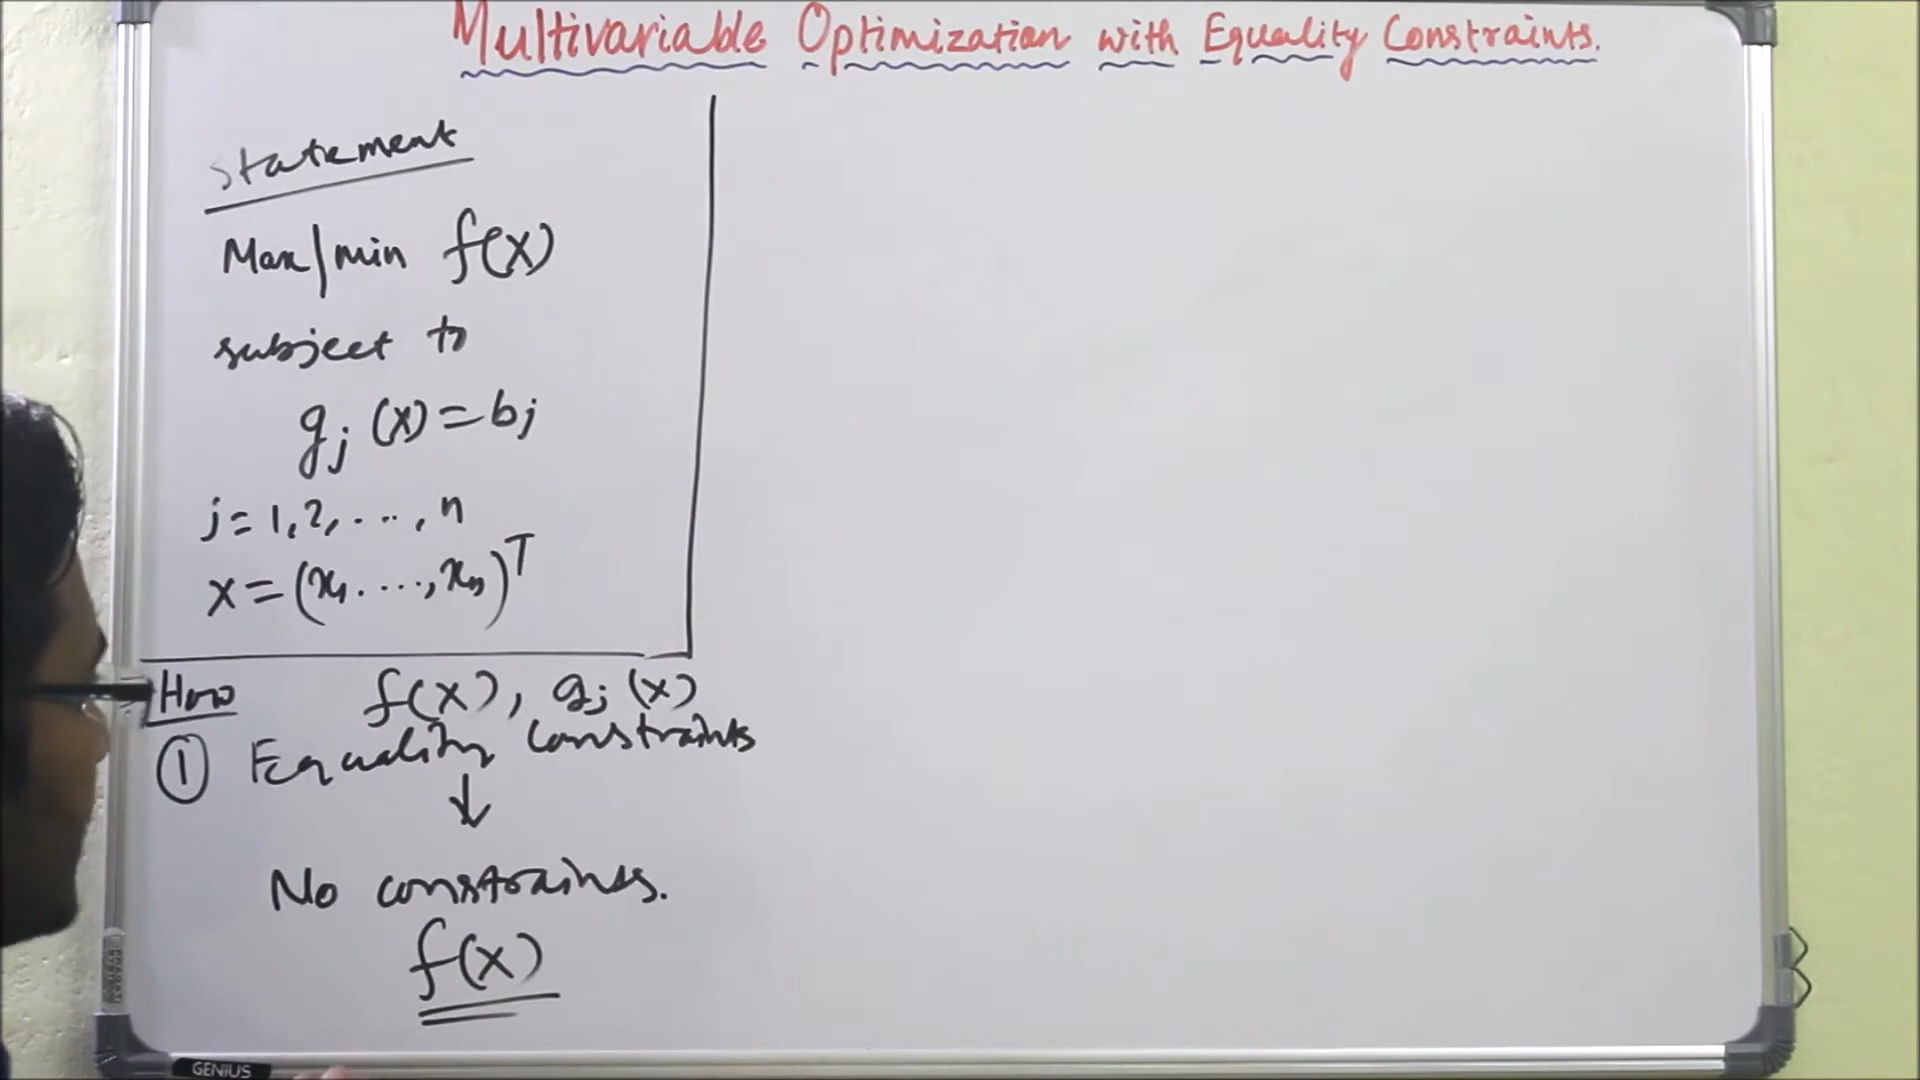 Multivariable Optimization with Equality Constraints.
Statement
Max/min f(X)
subject to
gj (X) = bj
j = 1, 2, ..., n
X = (x1 ...., xn)^T
How f(X), gj (X)
① Equality constraints
↓
No constraints.
f(X)
GENIUS